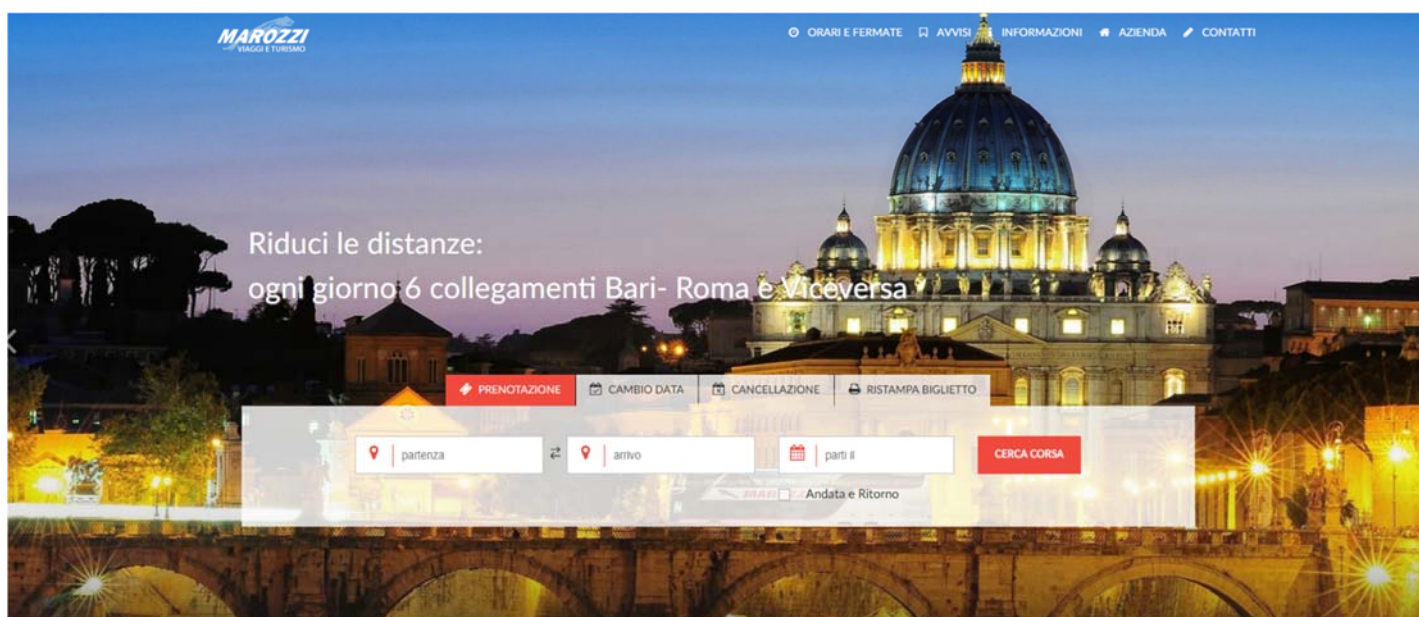 MAROZZI
VIAGGI E TURISMO
ORARI E FERMATE AVVISI INFORMAZIONI AZIENDA CONTATTI
Riduci le distanze:
ogni giorno 6 collegamenti Bari- Roma e Viceversa
PRENOTAZIONE CAMBIO DATA CANCELLAZIONE RISTAMPA BIGLIETTO
partenza arrivo parti il CERCA CORSA
MAROZZI
Andata e Ritorno